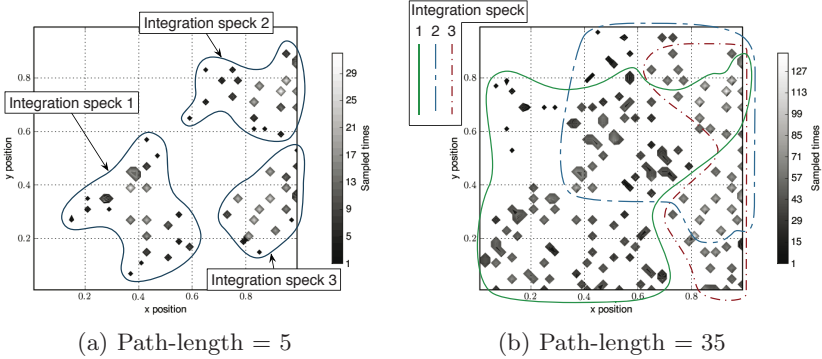 Integration speck 2
Integration speck 1
Integration speck 3
y position
0.8
0.6
0.4
0.2
0.2
0.4
0.6
0.8
x position
29
25
21
17
13
9
5
1
Sampled times
(a) Path-length = 5
Integration speck
1 2 3
y position
0.8
0.6
0.4
0.2
0.2
0.4
0.6
0.8
x position
127
113
99
85
71
57
43
29
15
1
Sampled times
(b) Path-length = 35